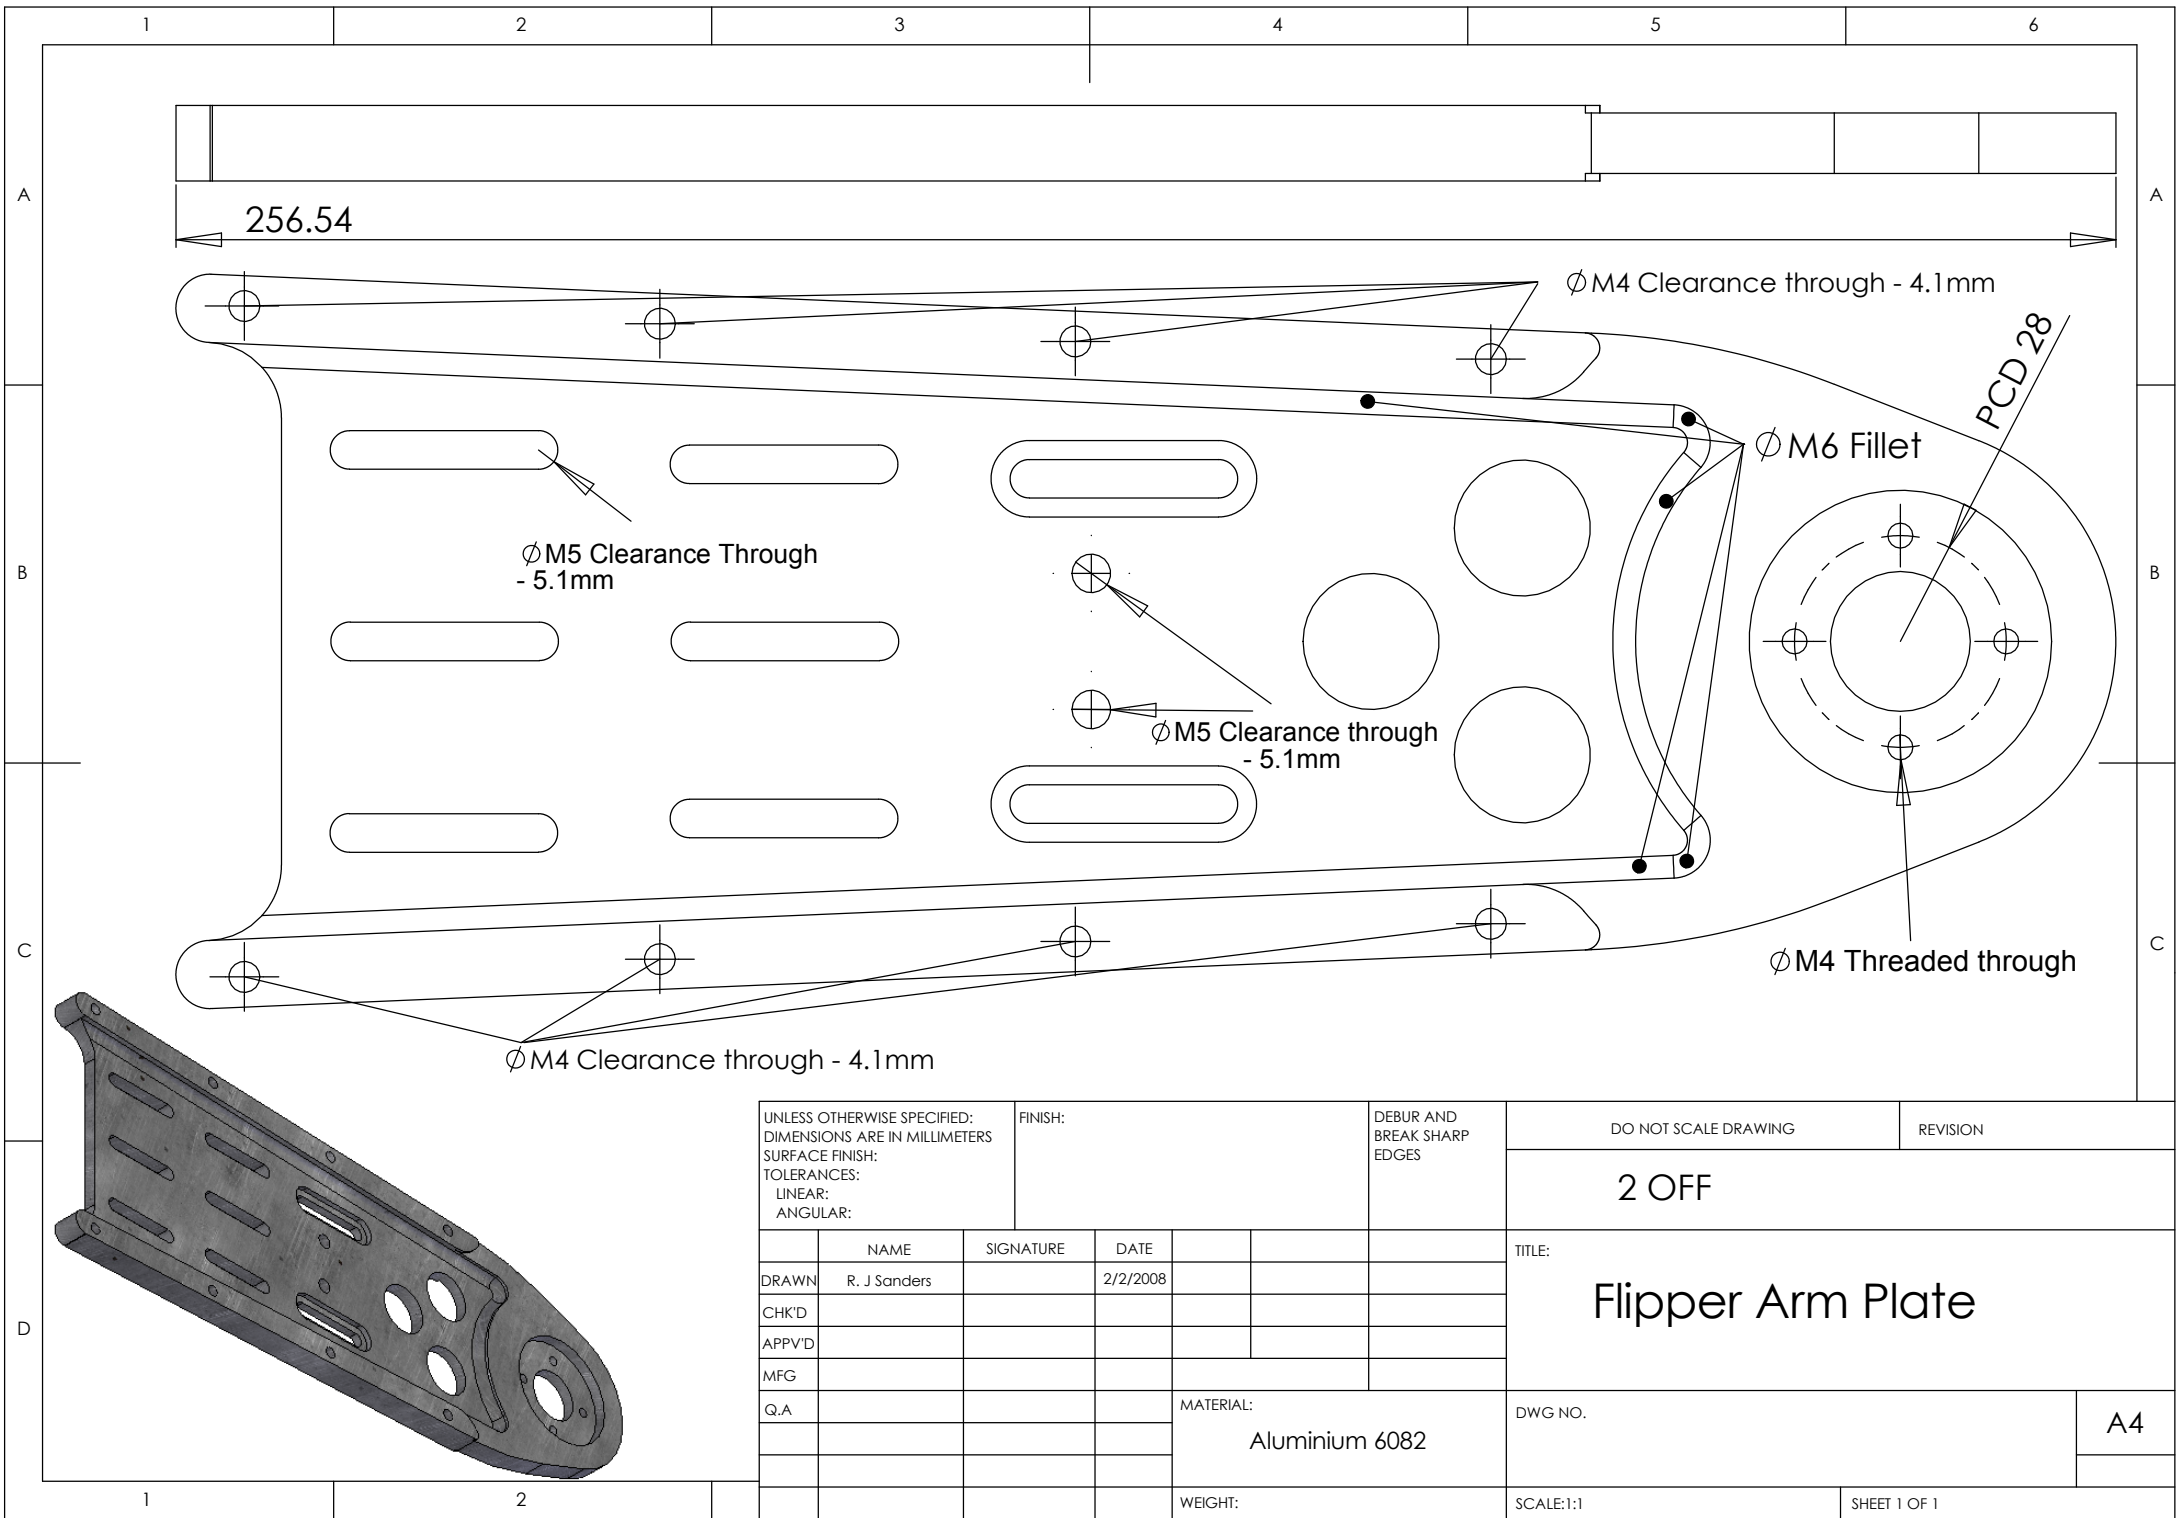 1 2 3 4 5 6
A A
256.54
⌀M4 Clearance through - 4.1mm
PCD 28
⌀M6 Fillet
⌀M5 Clearance Through
- 5.1mm
B B
⌀M5 Clearance through
- 5.1mm
C C
⌀M4 Threaded through
⌀M4 Clearance through - 4.1mm
UNLESS OTHERWISE SPECIFIED:
DIMENSIONS ARE IN MILLIMETERS
SURFACE FINISH:
TOLERANCES:
LINEAR:
ANGULAR:
FINISH:
DEBUR AND
BREAK SHARP
EDGES
DO NOT SCALE DRAWING
REVISION
2 OFF
NAME SIGNATURE DATE
DRAWN R. J Sanders 2/2/2008
CHK'D
APPV'D
MFG
Q.A
TITLE:
Flipper Arm Plate
D
MATERIAL:
Aluminium 6082
DWG NO.
A4
WEIGHT:
SCALE:1:1
SHEET 1 OF 1
1 2